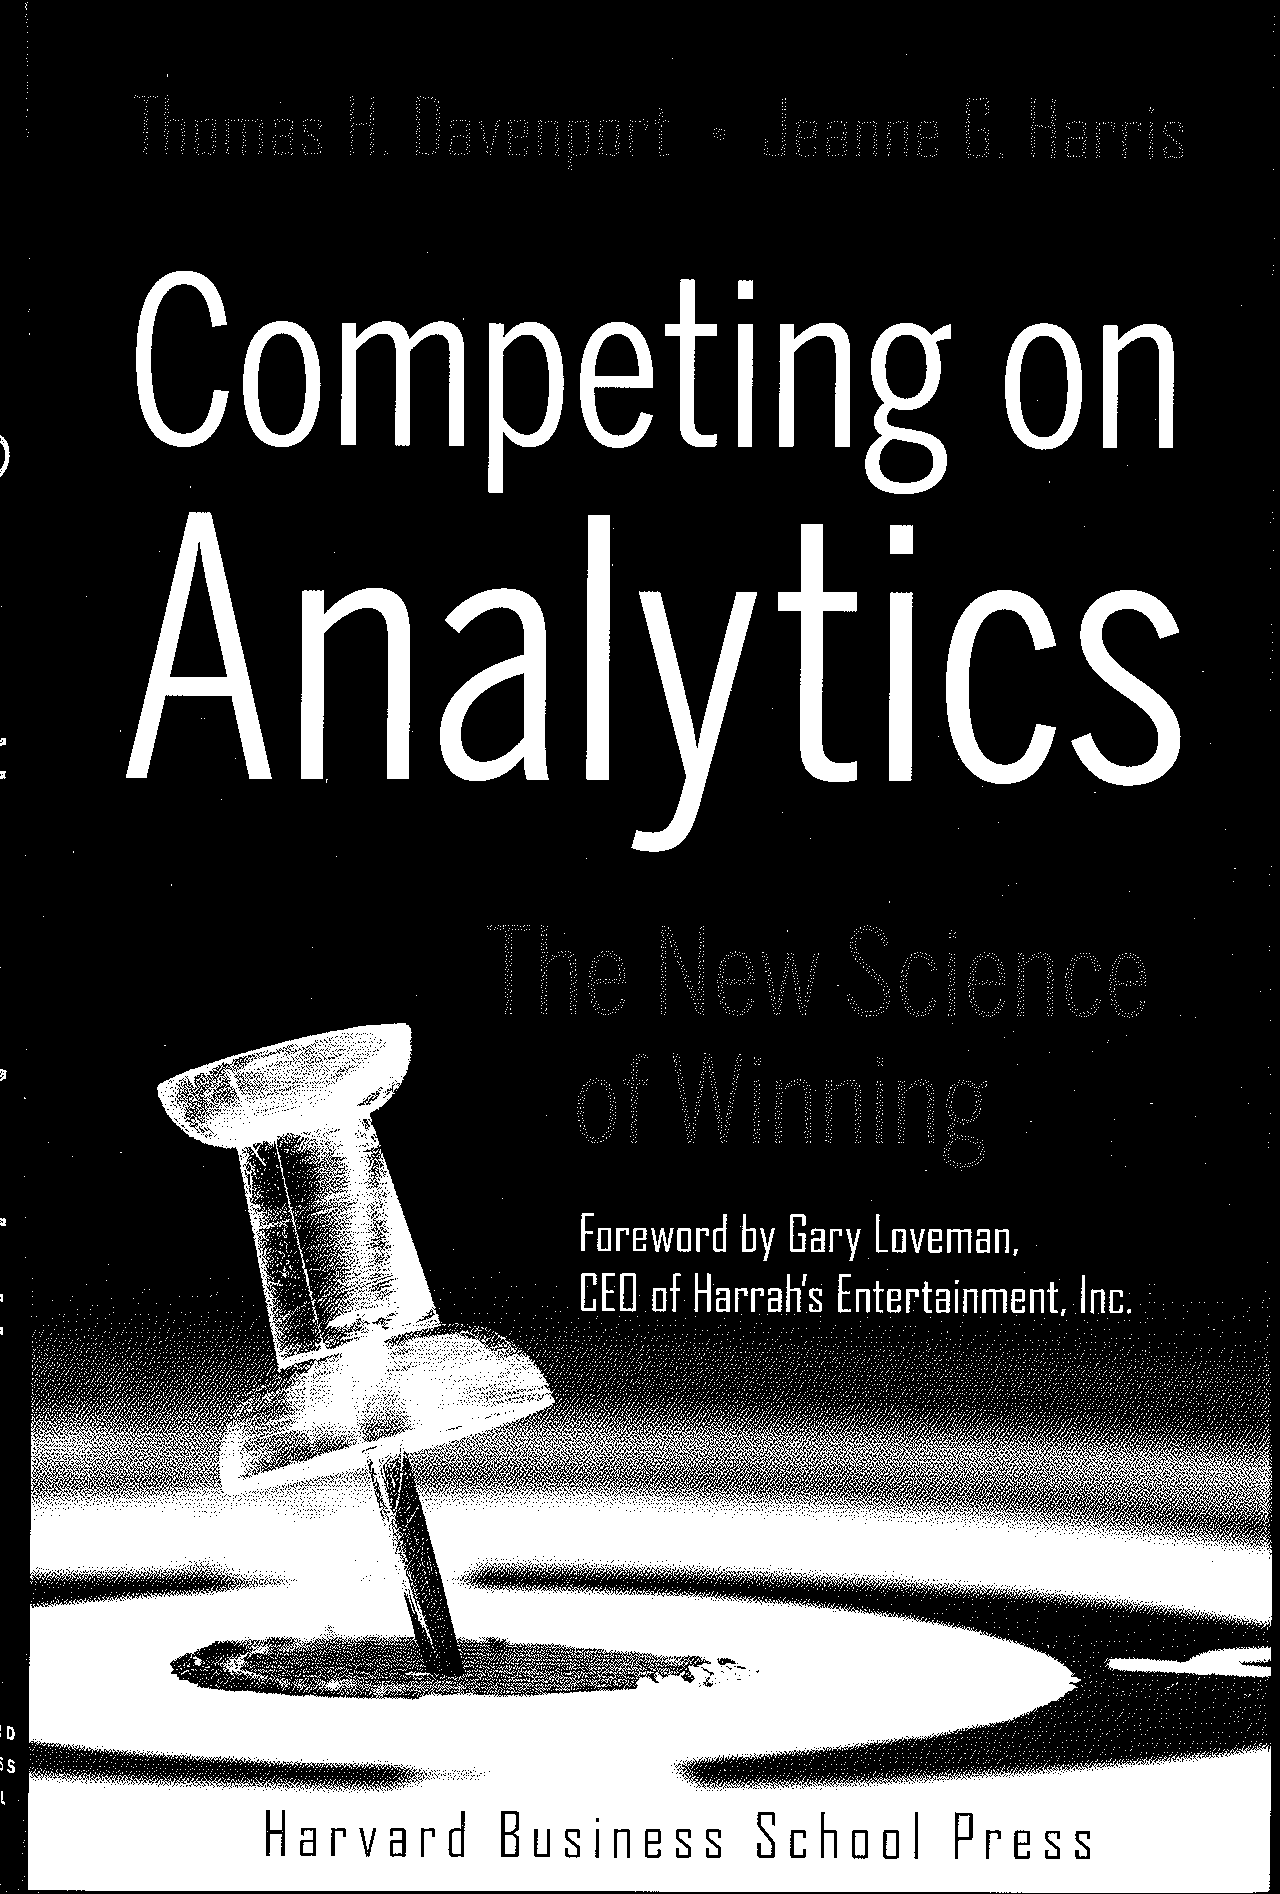 Thomas H. Davenport • Jeanne G. Harris
Competing on
Analytics
The New Science
of Winning
Foreword by Gary Loveman,
CEO of Harrah's Entertainment, Inc.
Harvard Business School Press